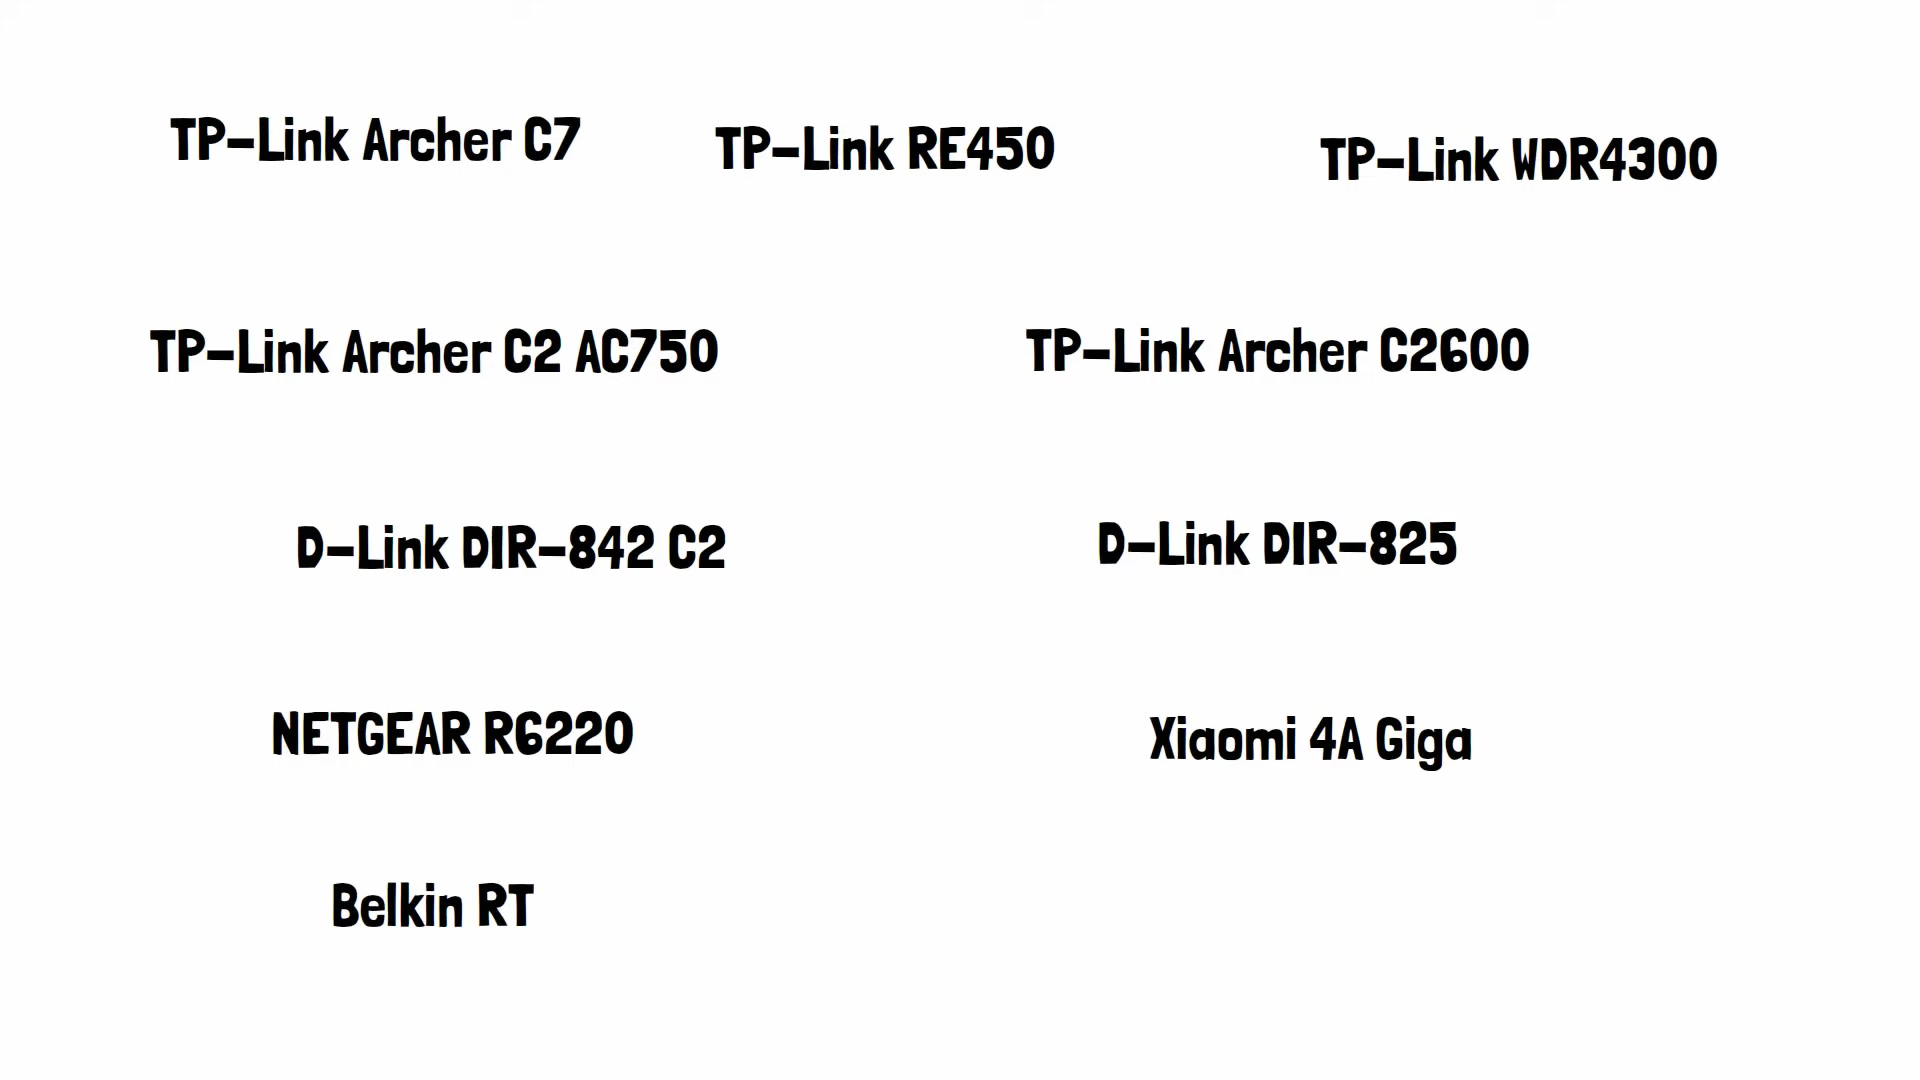 TP-Link Archer C7
TP-Link RE450
TP-Link WDR4300
TP-Link Archer C2 AC750
TP-Link Archer C2600
D-Link DIR-842 C2
D-Link DIR-825
NETGEAR R6220
Xiaomi 4A Giga
Belkin RT